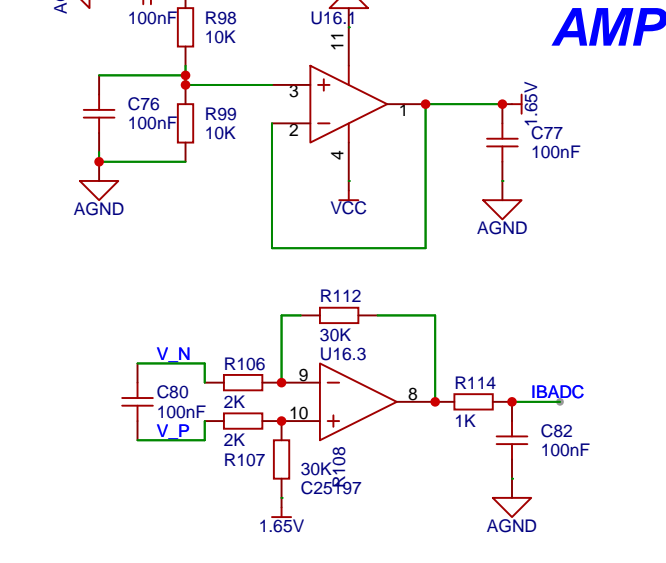 100nF
R98
10K
U16.1
AMP
11
C76
100nF
R99
10K
3
2
1
4
VCC
AGND
1.65V
C77
100nF
AGND
R112
30K
U16.3
V_N
R106
9
C80
100nF
2K
10
8
R114
IBADC
V_P
2K
R107
1K
C82
100nF
30K
R108
C25197
1.65V
AGND